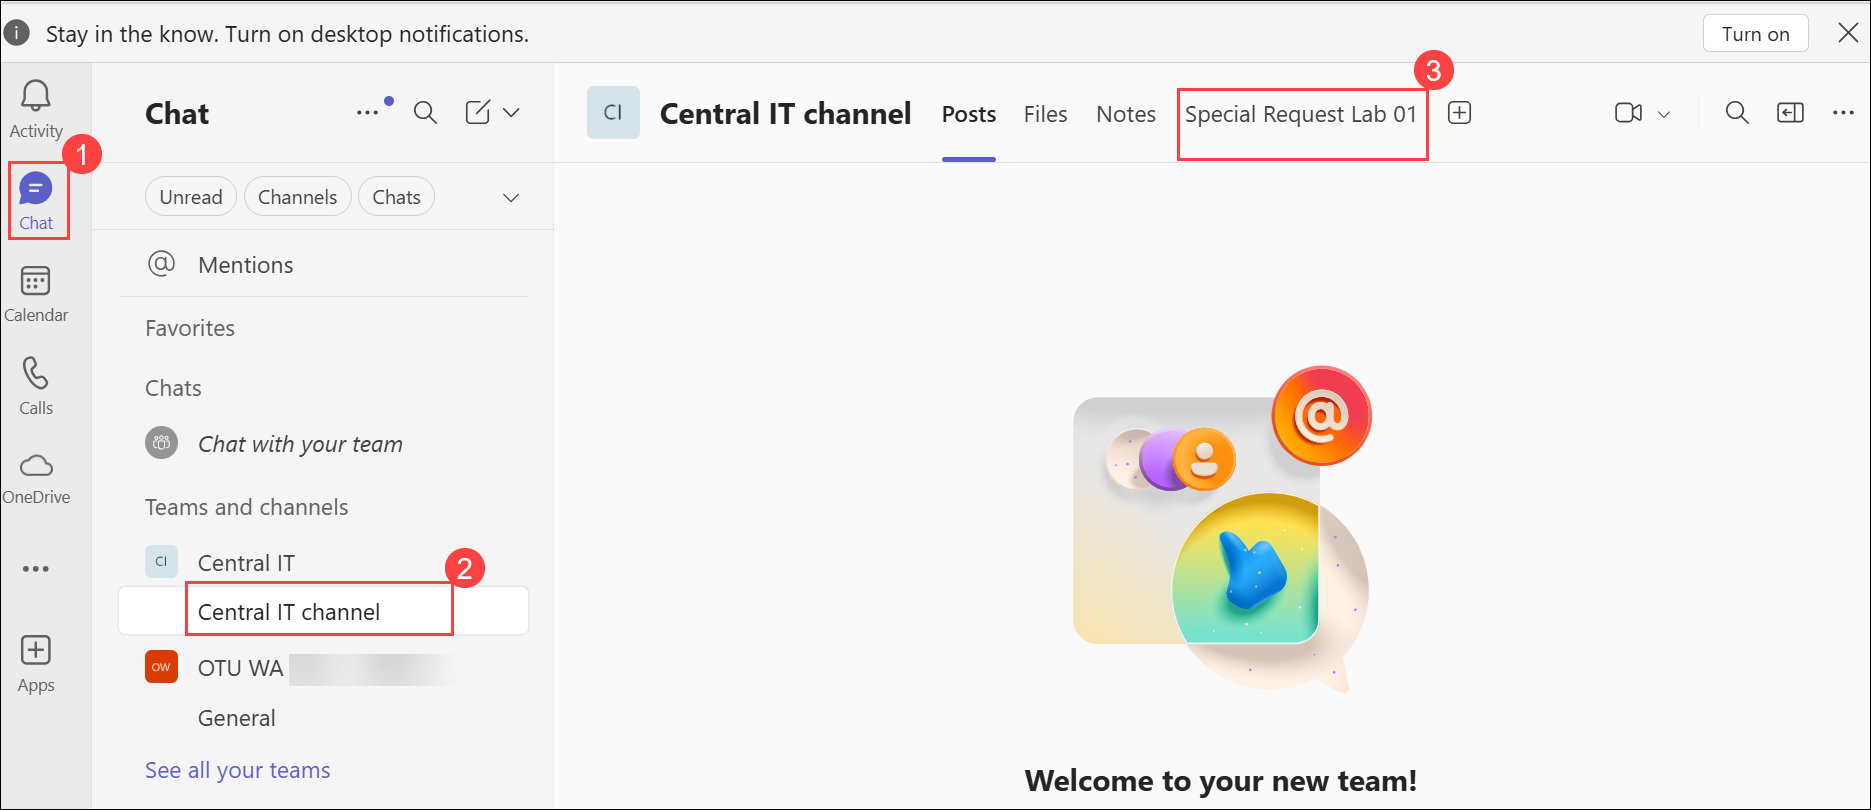 Stay in the know. Turn on desktop notifications.
Turn on
Activity
1
Chat
Calendar
Calls
OneDrive
Apps
Chat
Unread
Channels
Chats
Mentions
Favorites
Chats
Chat with your team
Teams and channels
CI
Central IT
2
Central IT channel
OW
OTU WA
General
See all your teams
CI
Central IT channel
Posts
Files
Notes
Special Request Lab 01
3
@
Welcome to your new team!